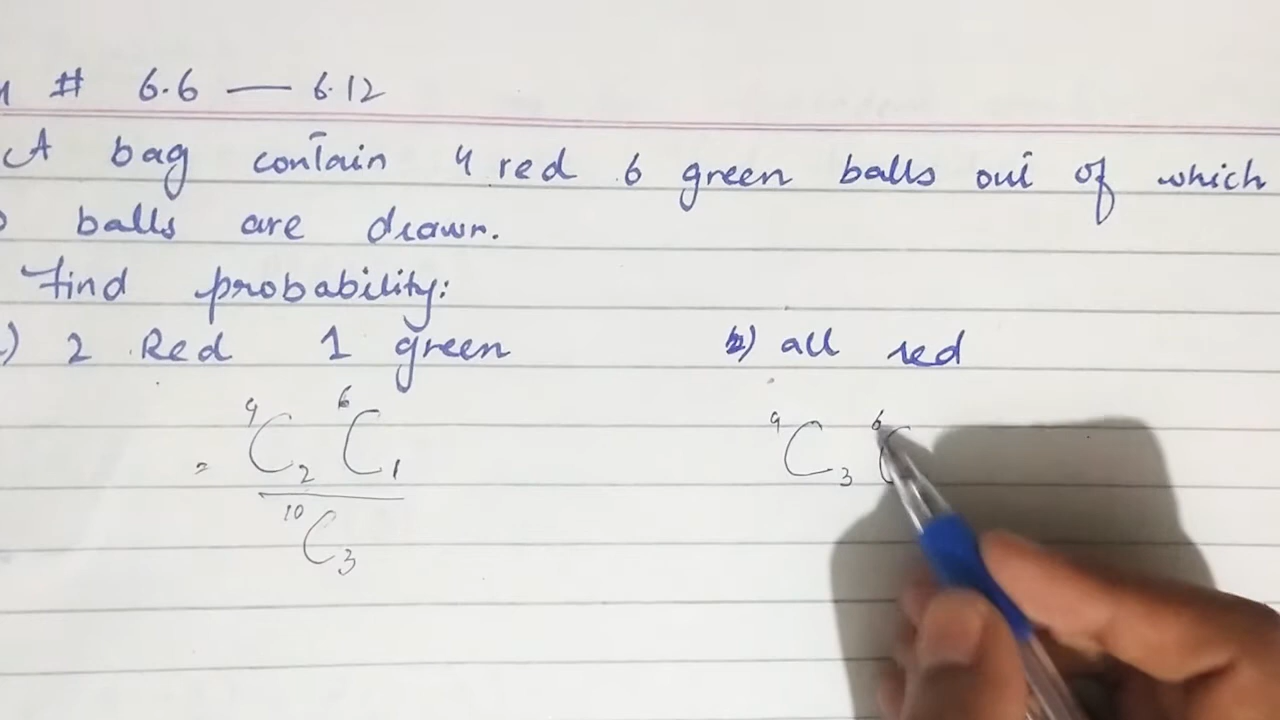 # 6.6 — 6.12
A bag contain 4 red 6 green balls out of which
balls are drawn.
find probability:
) 2 Red 1 green 2) all red
= ⁴C₂ ⁶C₁ / ¹⁰C₃ ⁴C₃ ⁶C